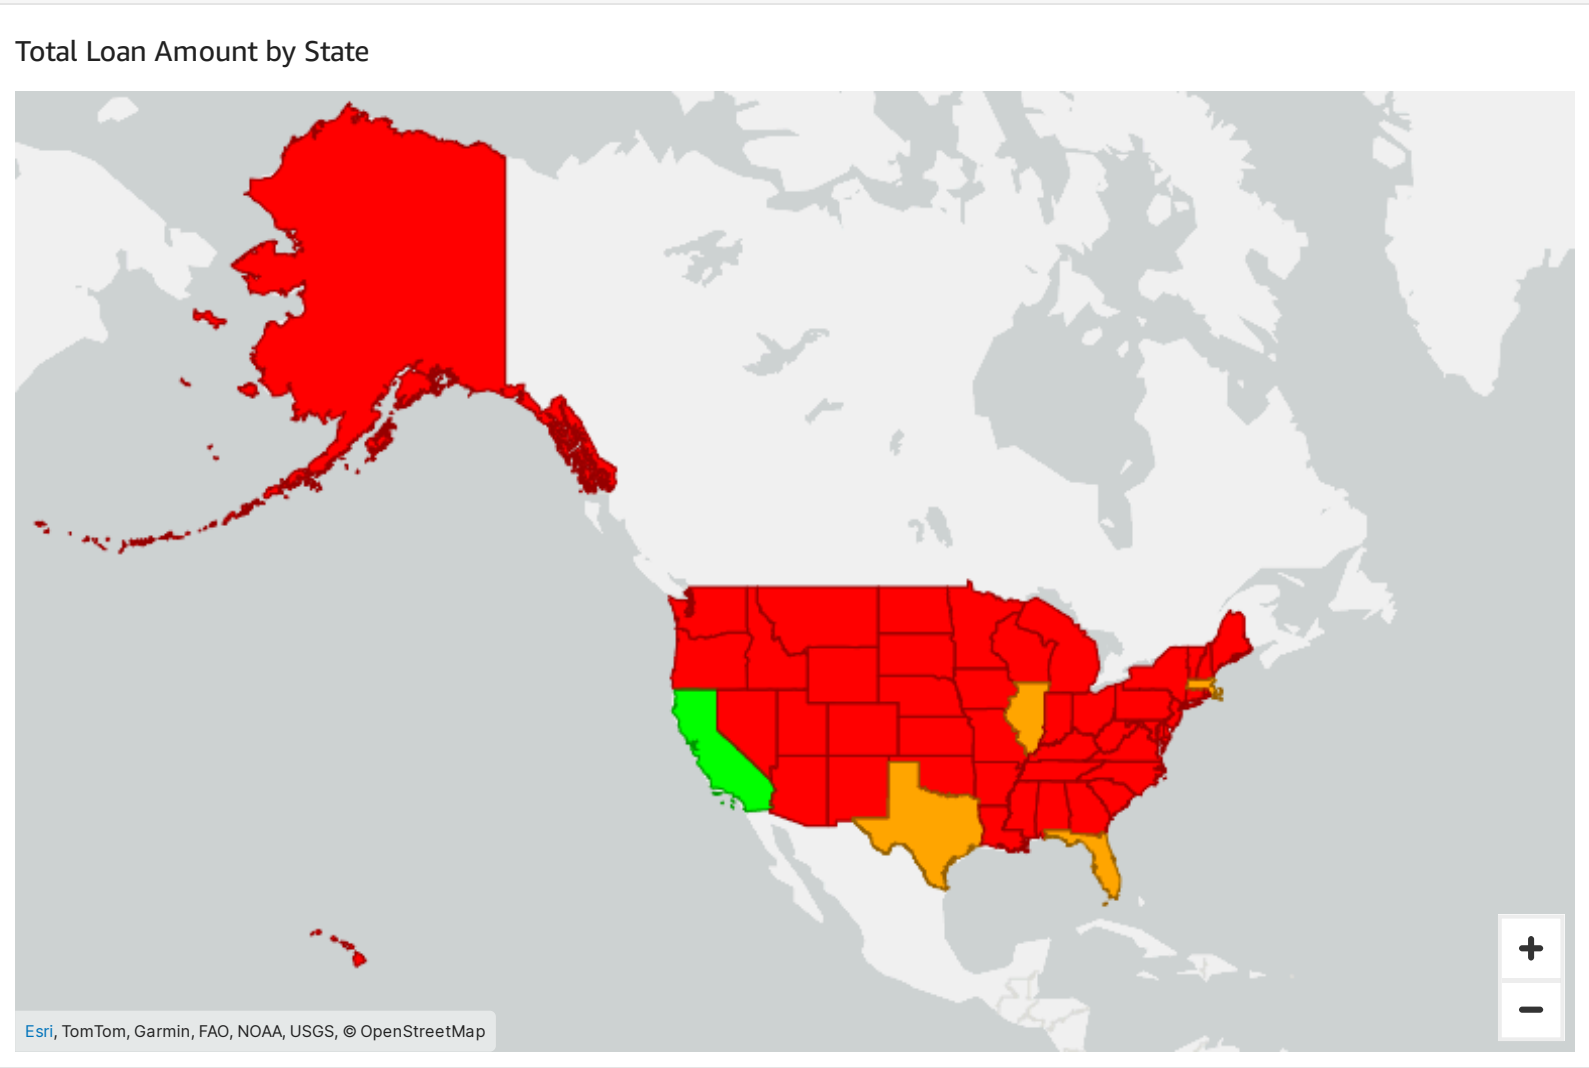 Total Loan Amount by State
+
−
Esri, TomTom, Garmin, FAO, NOAA, USGS, © OpenStreetMap